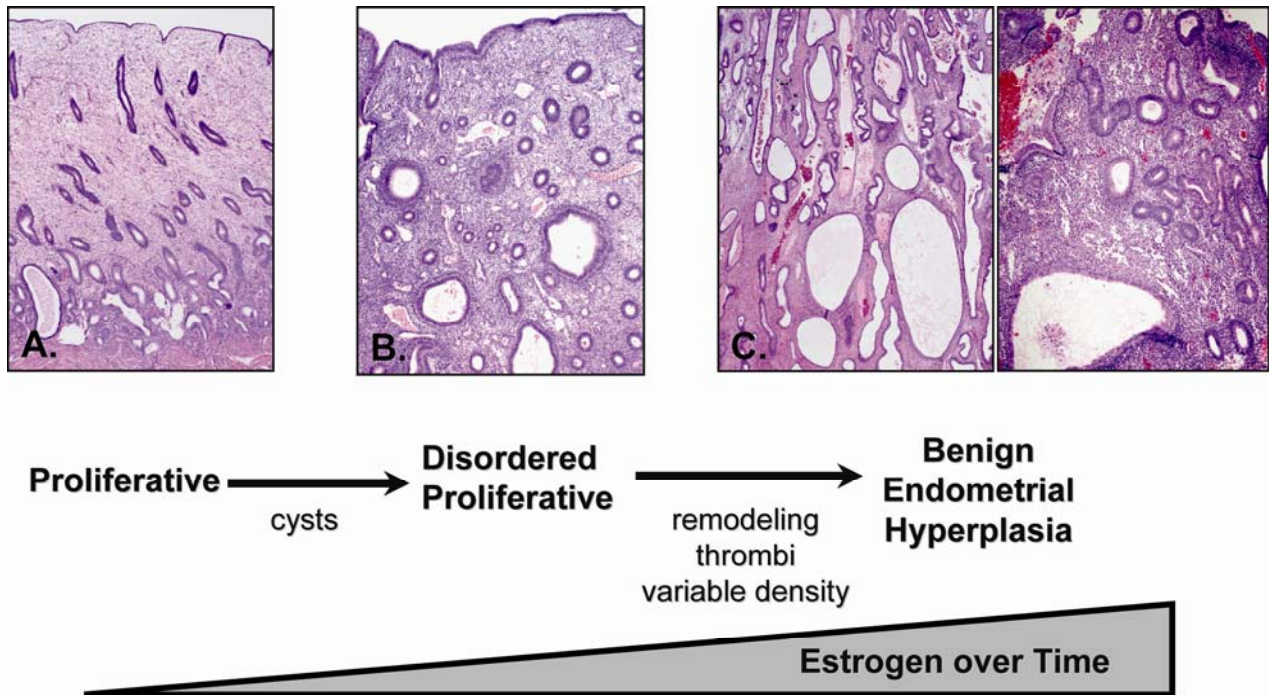 A.
B.
C.
Proliferative
cysts
Disordered
Proliferative
remodeling
thrombi
variable density
Benign
Endometrial
Hyperplasia
Estrogen over Time